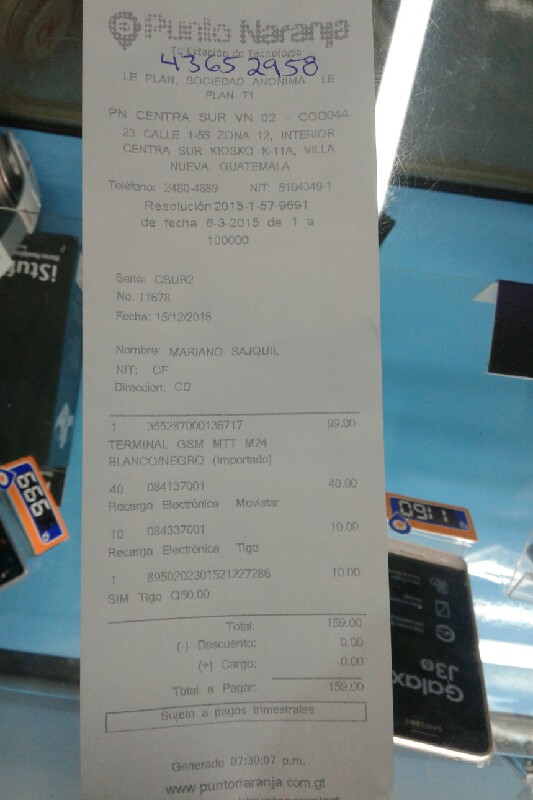 Punto Naranja
Tu Estación de Tecnología
43652958
LE PLAN, SOCIEDAD ANONIMA LE
PLAN 71
PN CENTRA SUR VN 02 - COD044
23 CALLE 1-55 ZONA 12, INTERIOR
CENTRA SUR KIOSKO K-11A, VILLA
NUEVA, GUATEMALA
Teléfono: 2480-4889 NIT: 5104349-1
Resolución 2015-1-57-9691
de fecha 6-3-2015 de 1 a
100000
Serie: CSUR2
No. 11678
Fecha: 15/12/2016
Nombre: MARIANO SAJQUIL
NIT: CF
Direccion: CD
1 355287000136717 99.00
TERMINAL GSM MTT M24
BLANCO/NEGRO (Importado)
40 084137001 40.00
Recarga Electrónica Movistar
10 084337001 10.00
Recarga Electrónica Tigo
1 8950202301521227286 10.00
SIM Tigo Q50.00
Total: 159.00
(-) Descuento: 0.00
(+) Cargo: 0.00
Total a Pagar: 159.00
Sujeto a pagos trimestrales
Generado 07:30:07 p.m.
www.puntonaranja.com.gt
iStuff
999
1160
Galaxy
J3